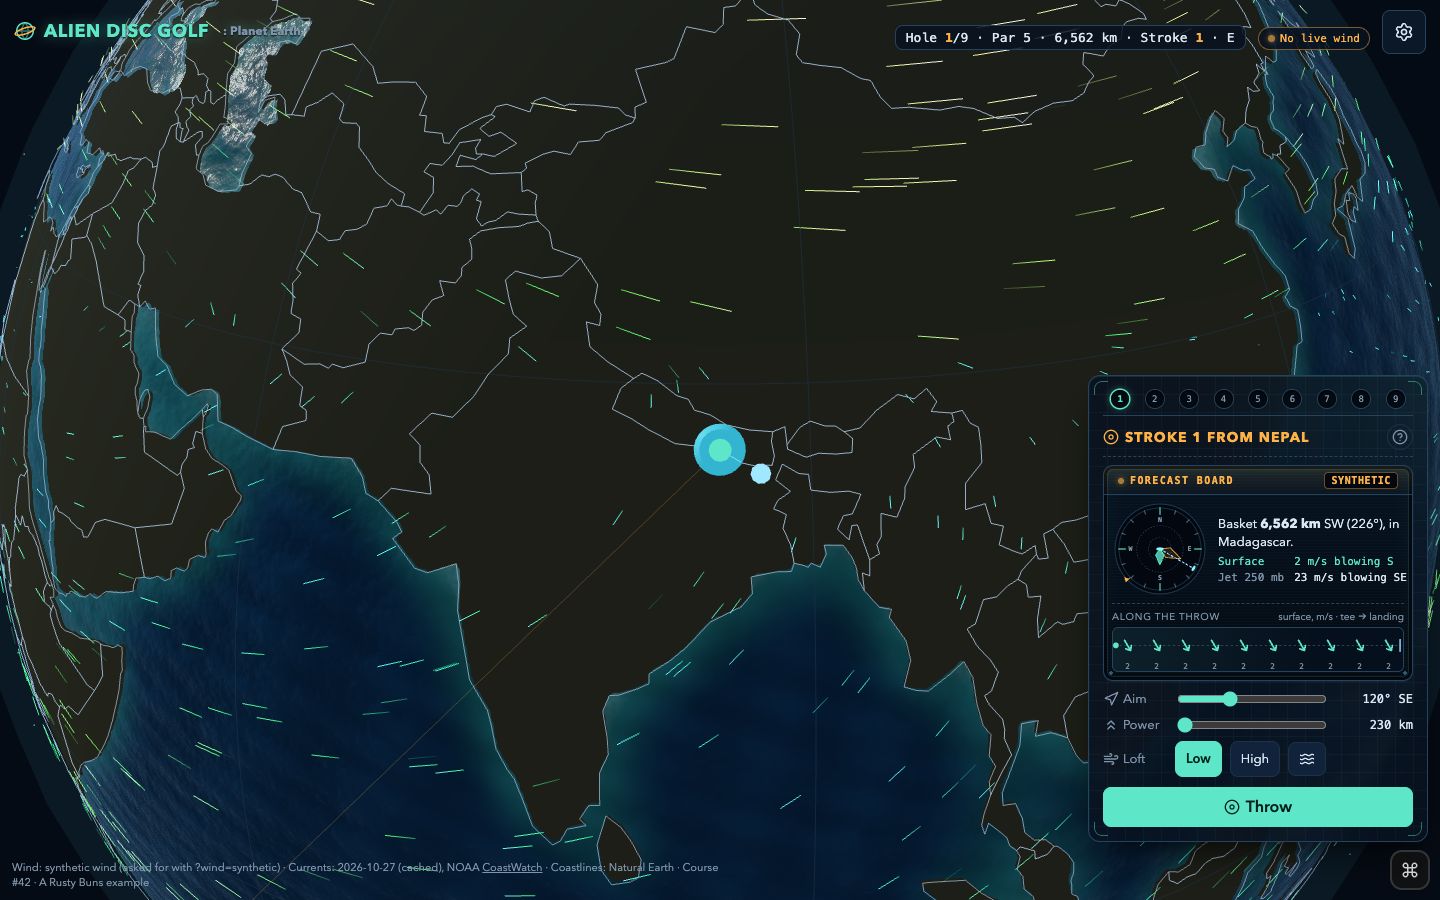 ALIEN DISC GOLF : Planet Earth
Hole 1/9 · Par 5 · 6,562 km · Stroke 1 · E
No live wind
1 2 3 4 5 6 7 8 9
STROKE 1 FROM NEPAL
?
FORECAST BOARD SYNTHETIC
N
W E
S
Basket 6,562 km SW (226°), in
Madagascar.
Surface 2 m/s blowing S
Jet 250 mb 23 m/s blowing SE
ALONG THE THROW surface, m/s · tee → landing
2 2 2 2 2 2 2 2 2 2
Aim 120° SE
Power 230 km
Loft Low High
Throw
Wind: synthetic wind (asked for with ?wind=synthetic) · Currents: 2026-10-27 (cached), NOAA CoastWatch · Coastlines: Natural Earth · Course
#42 · A Rusty Buns example